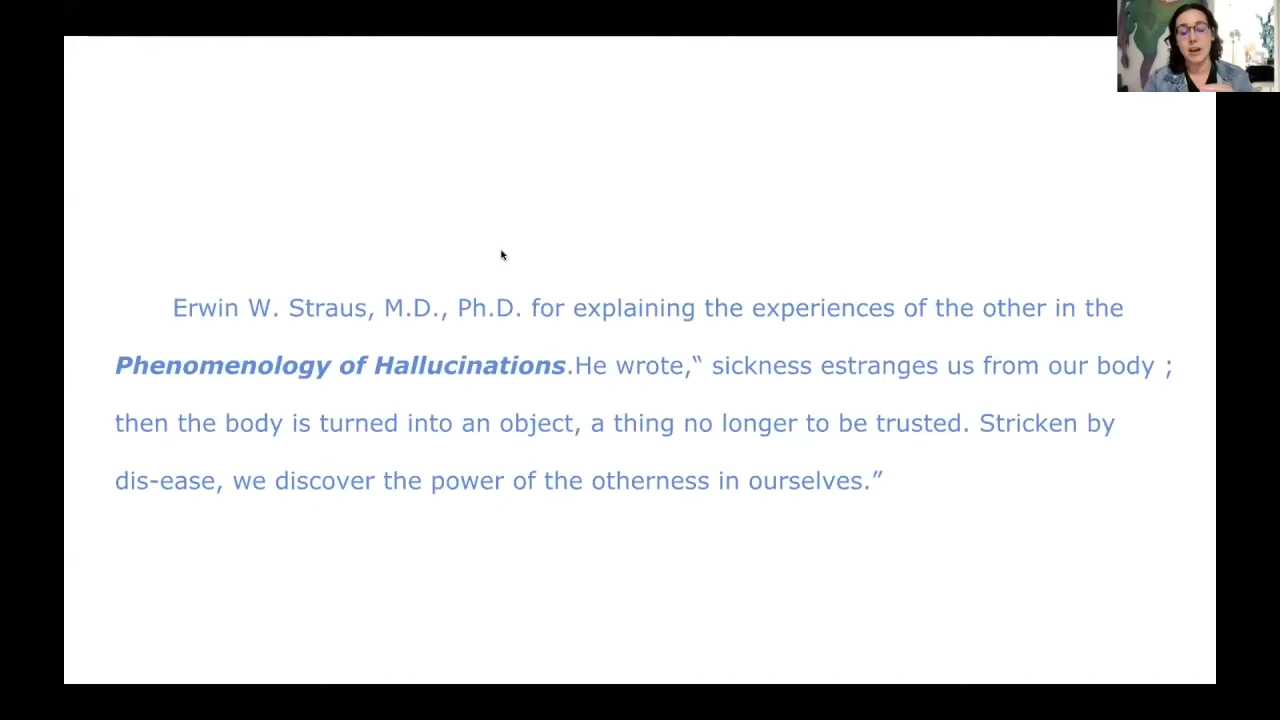 Erwin W. Straus, M.D., Ph.D. for explaining the experiences of the other in the
Phenomenology of Hallucinations.He wrote,“ sickness estranges us from our body ;
then the body is turned into an object, a thing no longer to be trusted. Stricken by
dis-ease, we discover the power of the otherness in ourselves.”